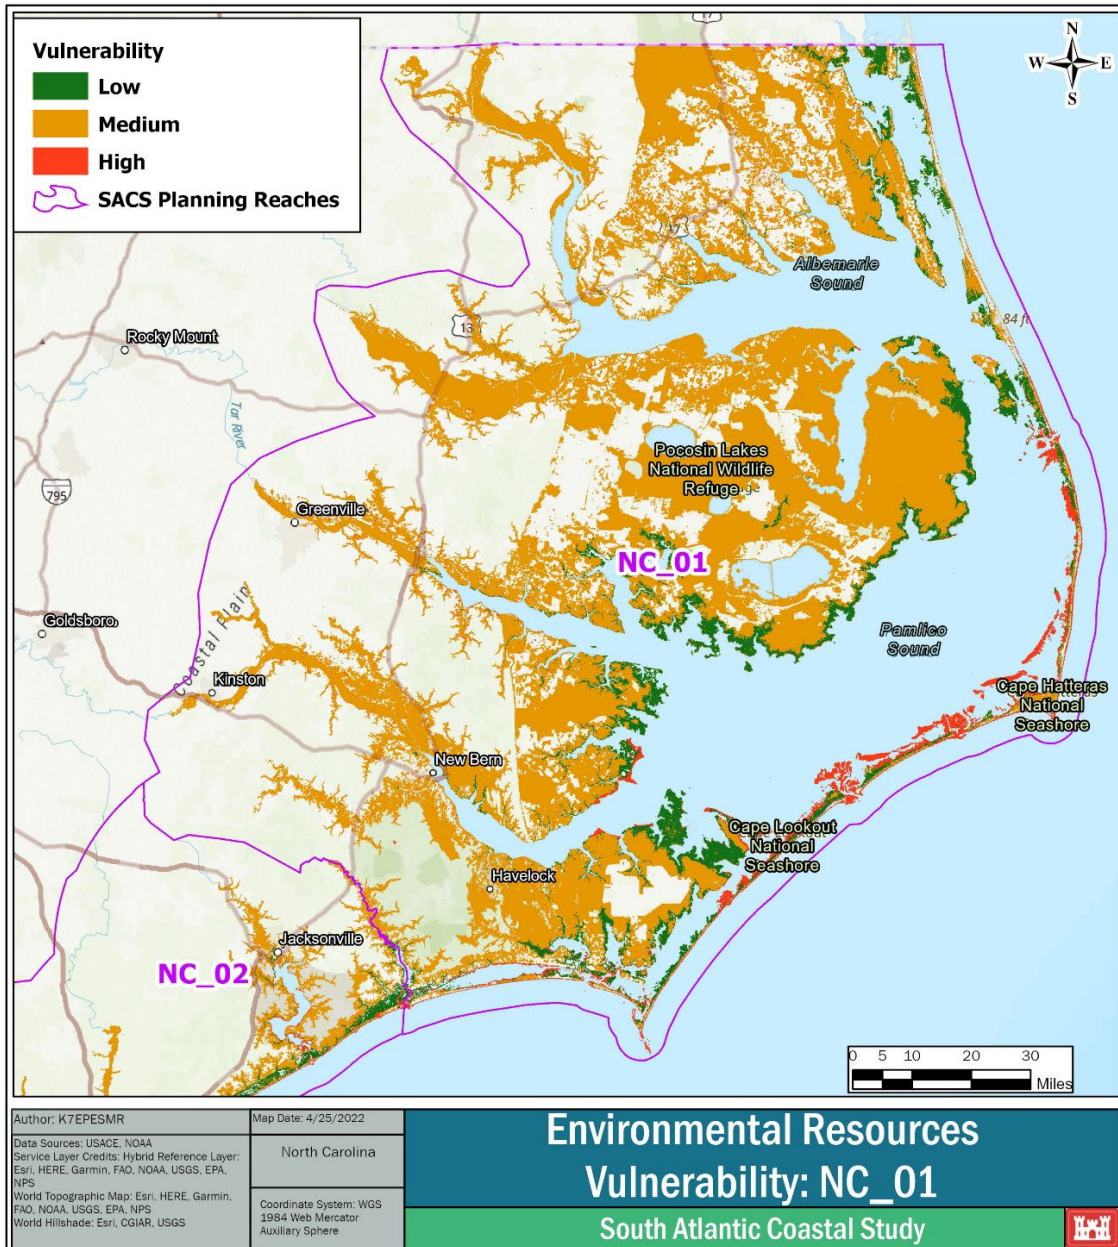 Vulnerability
Low
Medium
High
SACS Planning Reaches
17
N
W E
S
17
Albemarle
Sound
13
84 ft
Rocky Mount
Tar River
Pocosin Lakes
National Wildlife
Refuge
795
Greenville
NC_01
Goldsboro
Coastal Plain
Pamlico
Sound
Kinston
Cape Hatteras
National
Seashore
New Bern
Cape Lookout
National
Seashore
Havelock
Jacksonville
NC_02
0 5 10 20 30
Miles
Author: K7EPESMR
Data Sources: USACE, NOAA
Service Layer Credits: Hybrid Reference Layer:
Esri, HERE, Garmin, FAO, NOAA, USGS, EPA,
NPS
World Topographic Map: Esri, HERE, Garmin,
FAO, NOAA, USGS, EPA, NPS
World Hillshade: Esri, CGIAR, USGS
Map Date: 4/25/2022
North Carolina
Coordinate System: WGS
1984 Web Mercator
Auxiliary Sphere
Environmental Resources
Vulnerability: NC_01
South Atlantic Coastal Study